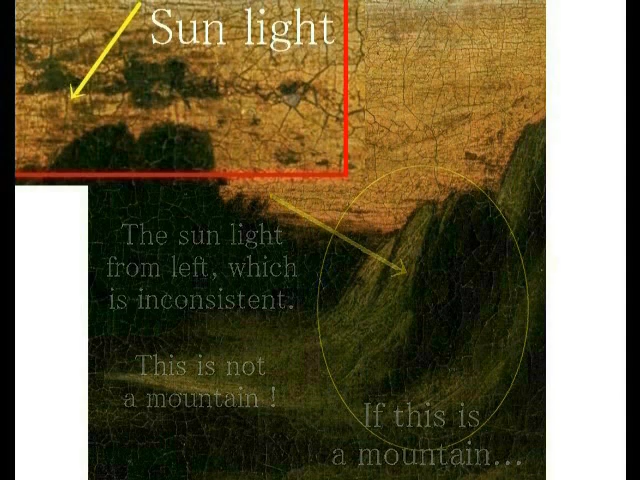 Sun light
The sun light
from left, which
is inconsistent.
This is not
a mountain !
If this is
a mountain...